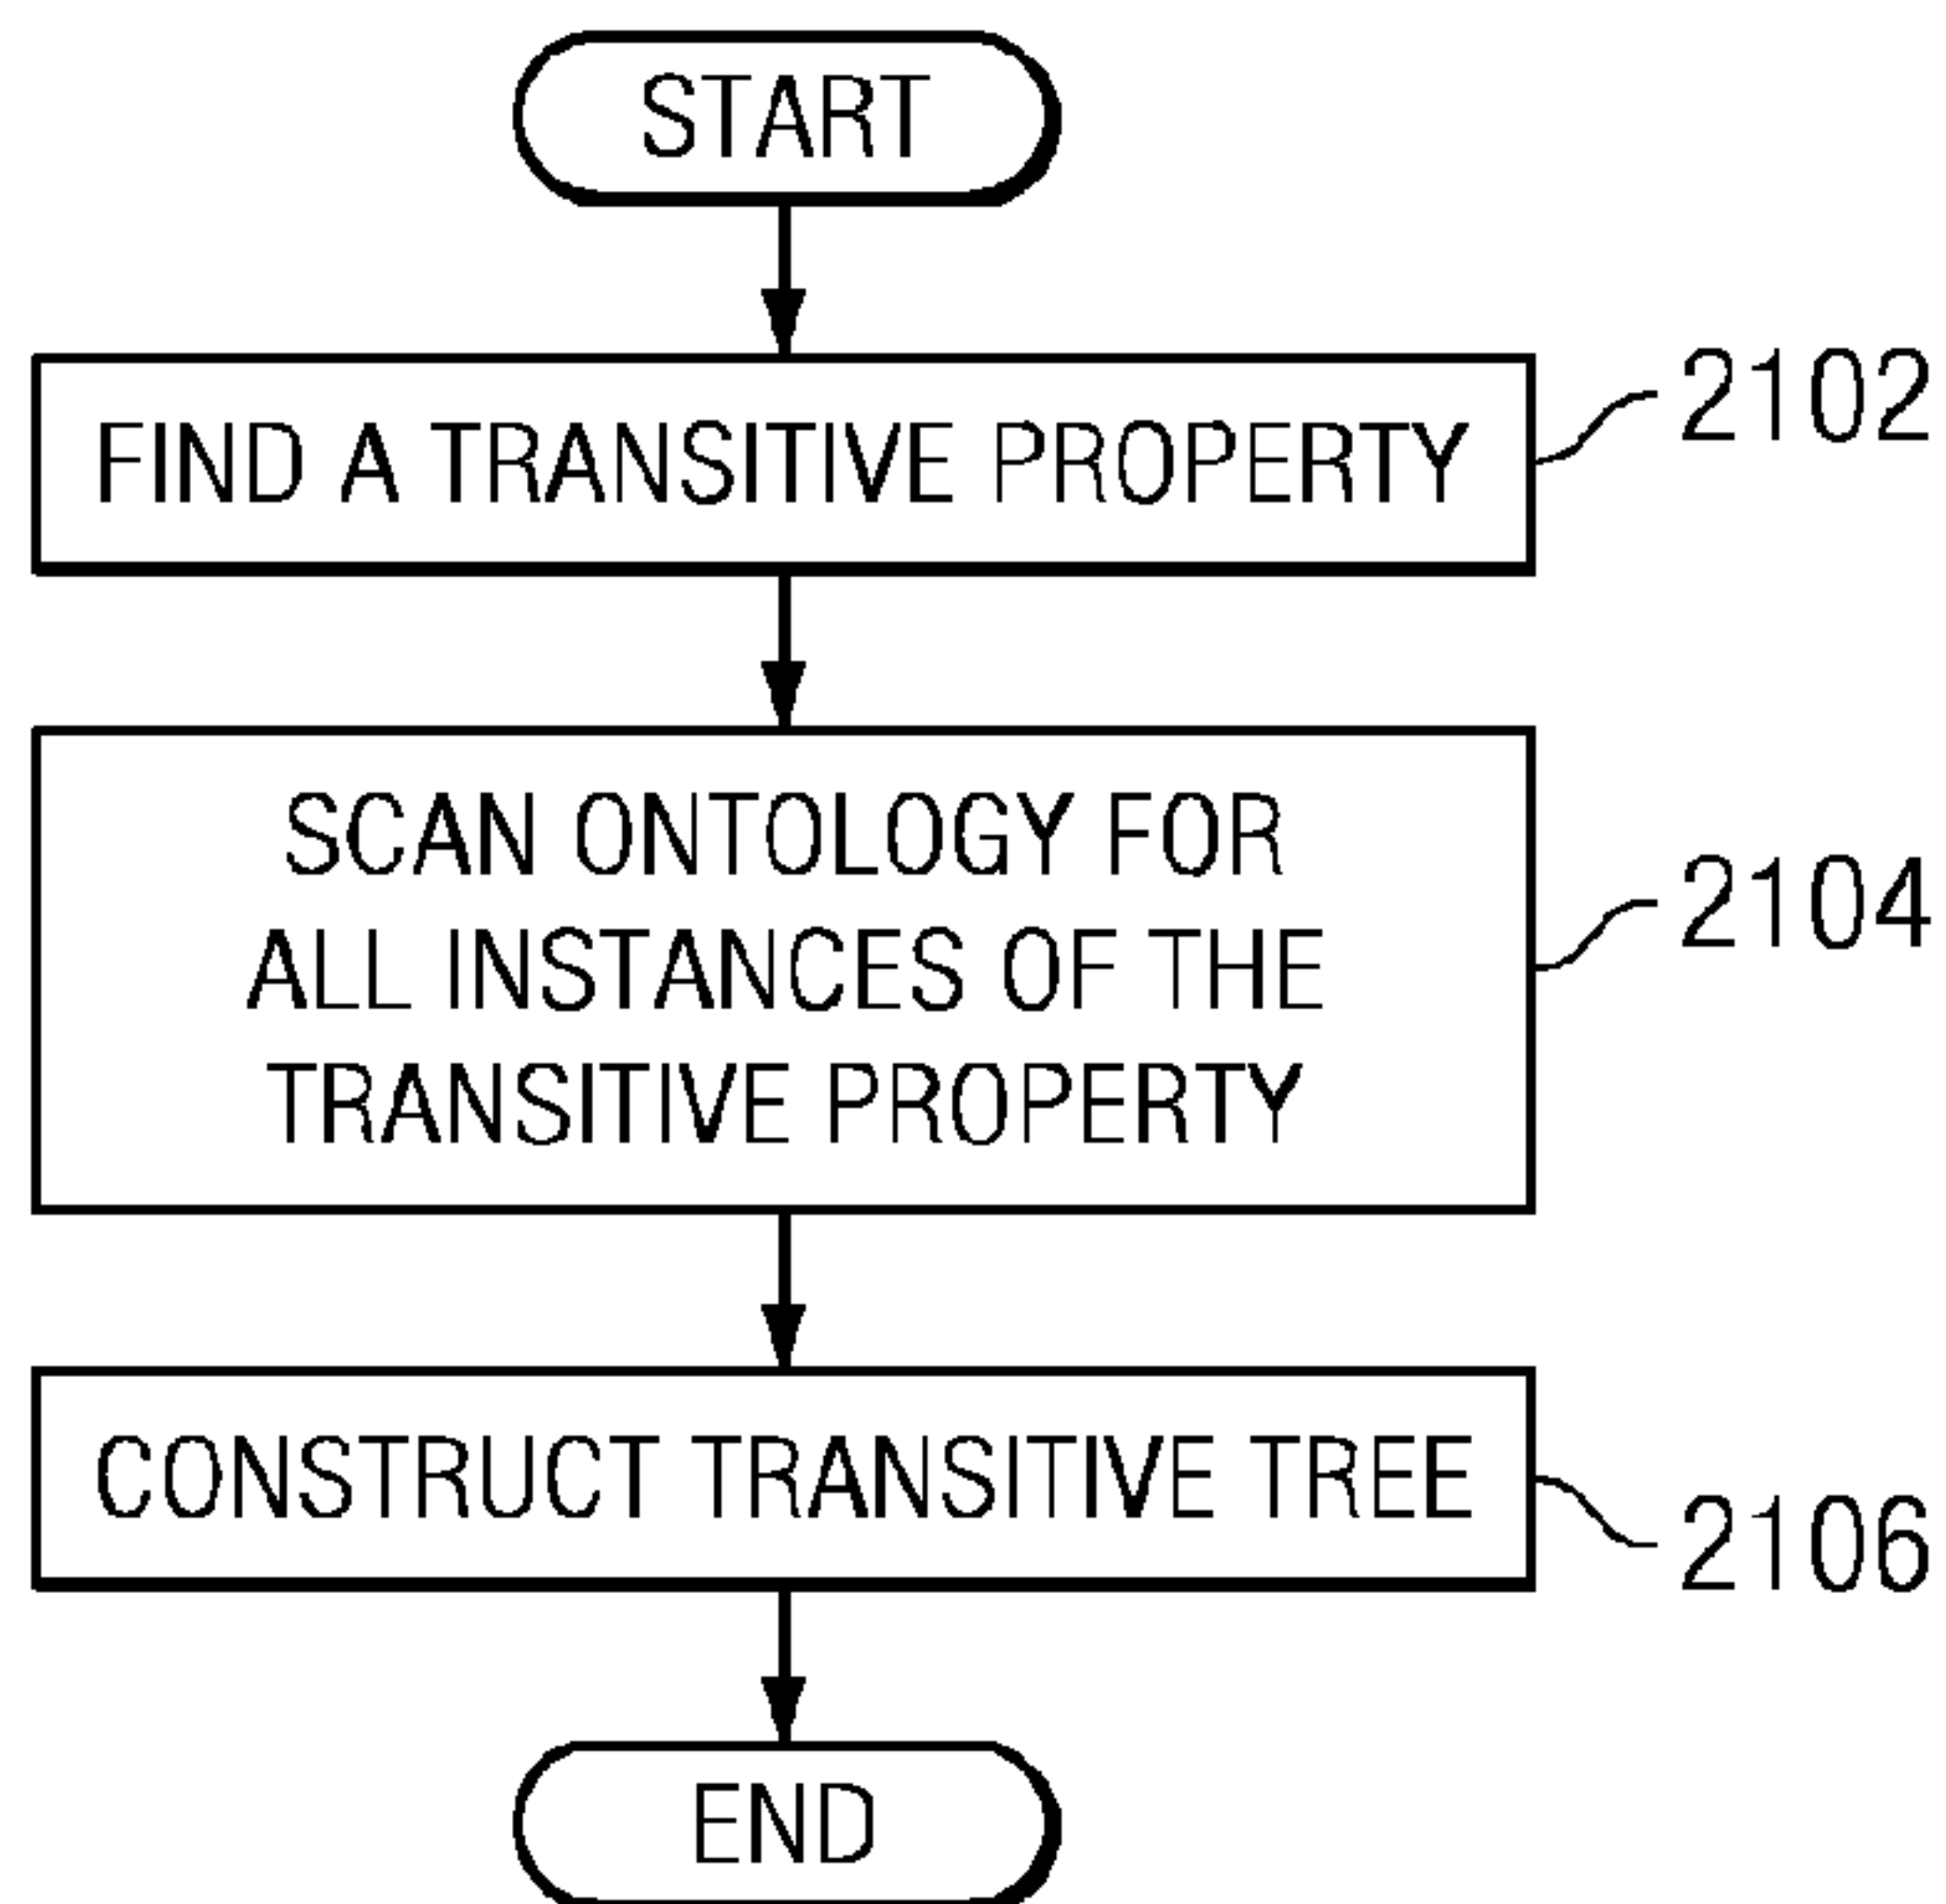 START
FIND A TRANSITIVE PROPERTY
2102
SCAN ONTOLOGY FOR
ALL INSTANCES OF THE
TRANSITIVE PROPERTY
2104
CONSTRUCT TRANSITIVE TREE
2106
END